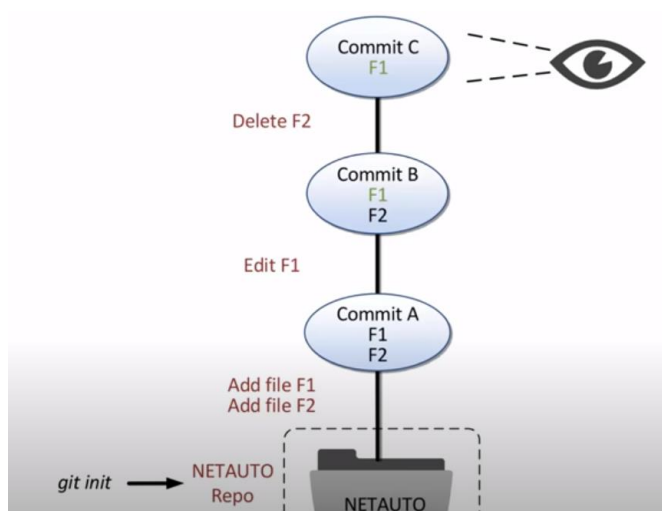 Commit C
F1
Delete F2
Commit B
F1
F2
Edit F1
Commit A
F1
F2
Add file F1
Add file F2
git init
NETAUTO
Repo
NETAUTO